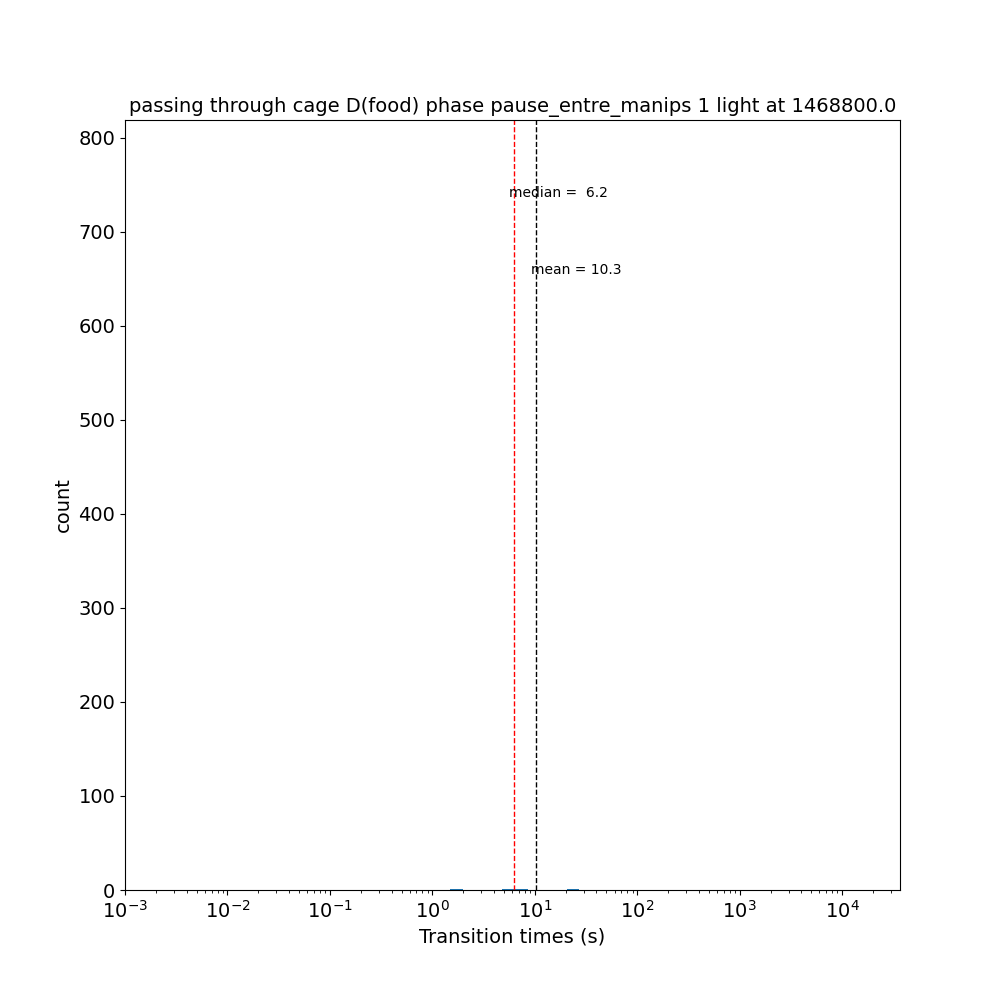 passing through cage D(food) phase pause_entre_manips 1 light at 1468800.0
800
median =  6.2
700
mean = 10.3
600
500
count
400
300
200
100
0
10⁻³ 10⁻² 10⁻¹ 10⁰ 10¹ 10² 10³ 10⁴
Transition times (s)